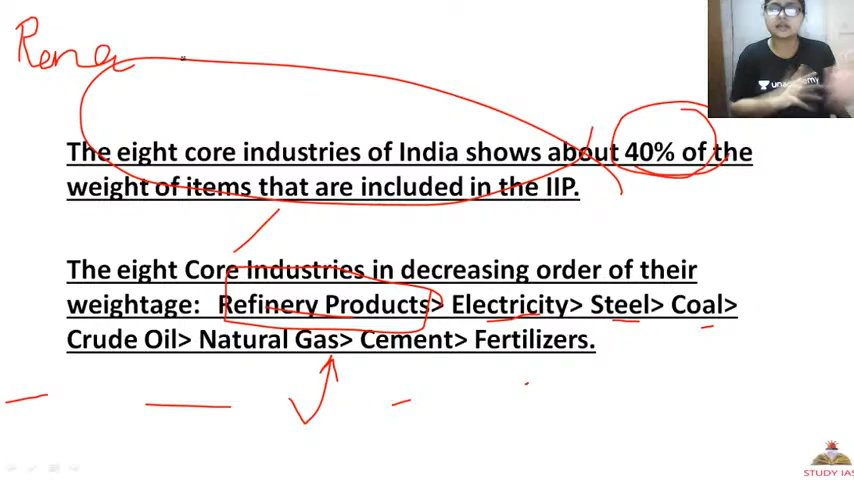 Rena
The eight core industries of India shows about 40% of the
weight of items that are included in the IIP.
The eight Core Industries in decreasing order of their
weightage: Refinery Products> Electricity> Steel> Coal>
Crude Oil> Natural Gas> Cement> Fertilizers.
STUDY IAS